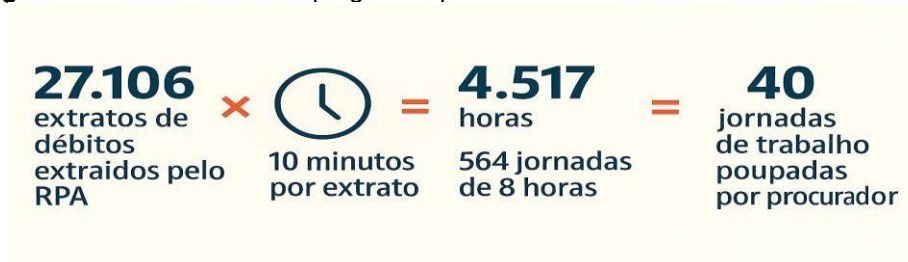 27.106
extratos de
débitos
extraidos pelo
RPA
×
10 minutos
por extrato
=
4.517
horas
564 jornadas
de 8 horas
=
40
jornadas
de trabalho
poupadas
por procurador